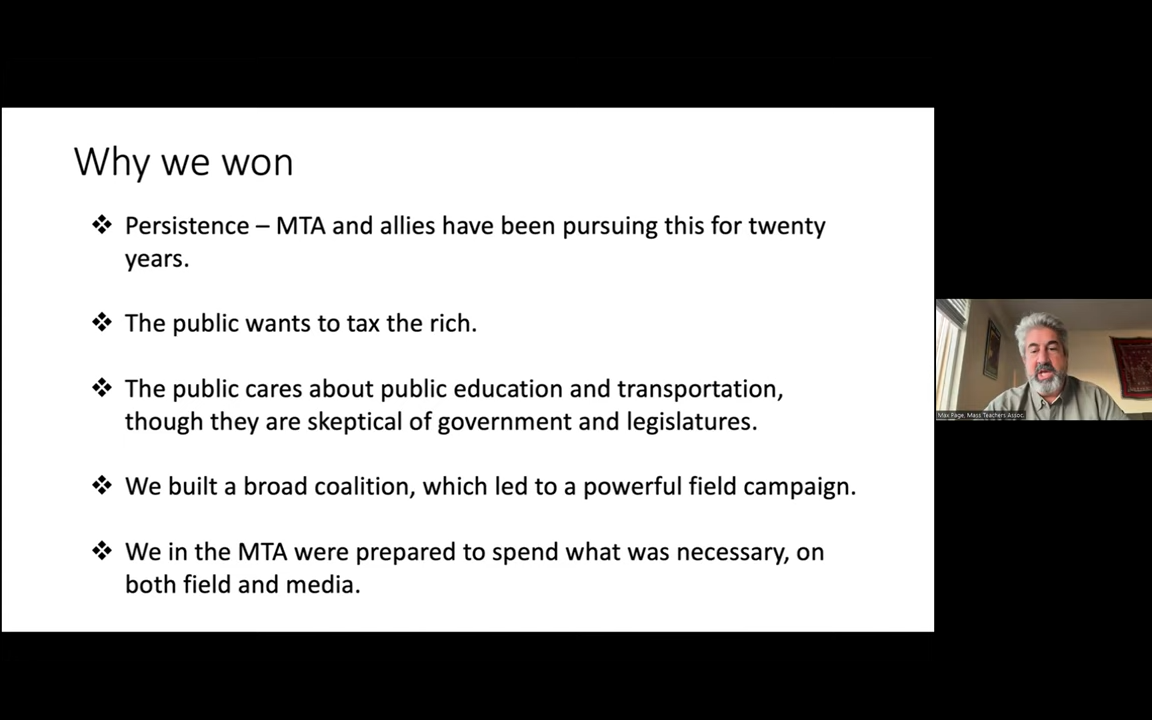 Why we won
❖ Persistence – MTA and allies have been pursuing this for twenty
years.
❖ The public wants to tax the rich.
❖ The public cares about public education and transportation,
though they are skeptical of government and legislatures.
❖ We built a broad coalition, which led to a powerful field campaign.
❖ We in the MTA were prepared to spend what was necessary, on
both field and media.
Max Page, Mass Teachers Assoc.